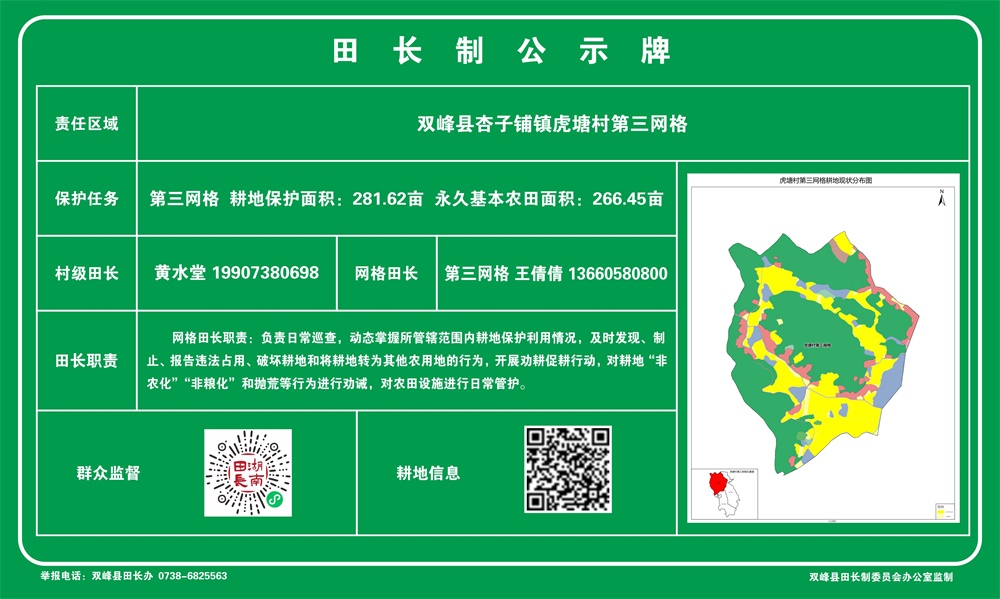 田长制公示牌
责任区域
双峰县杏子铺镇虎塘村第三网格
保护任务
第三网格 耕地保护面积：281.62亩 永久基本农田面积：266.45亩
村级田长
黄水堂 19907380698
网格田长
第三网格 王倩倩 13660580800
田长职责
网格田长职责：负责日常巡查，动态掌握所管辖范围内耕地保护利用情况，及时发现、制
止、报告违法占用、破坏耕地和将耕地转为其他农用地的行为，开展劝耕促耕行动，对耕地“非
农化”“非粮化”和抛荒等行为进行劝诫，对农田设施进行日常管护。
群众监督
湖南
田長
耕地信息
虎塘村第三网格耕地现状分布图
N
举报电话：双峰县田长办 0738-6825563
双峰县田长制委员会办公室监制